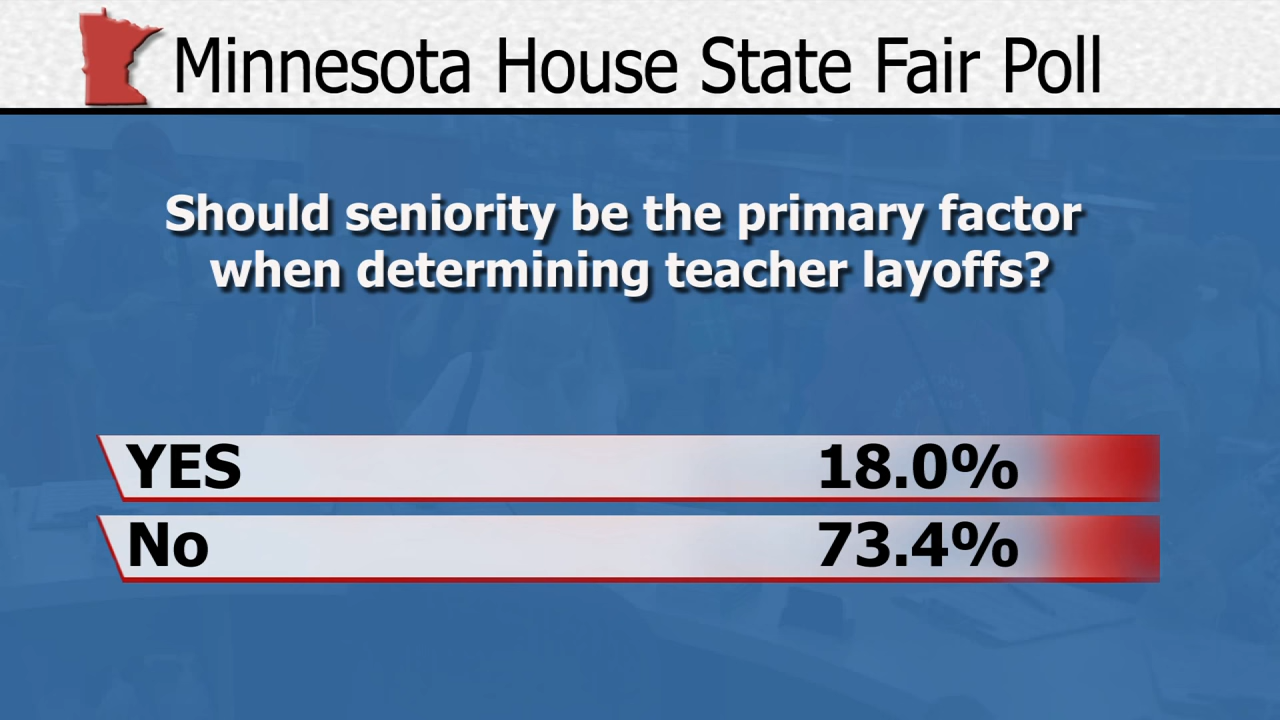 Minnesota House State Fair Poll
Should seniority be the primary factor
when determining teacher layoffs?
YES 18.0%
No 73.4%